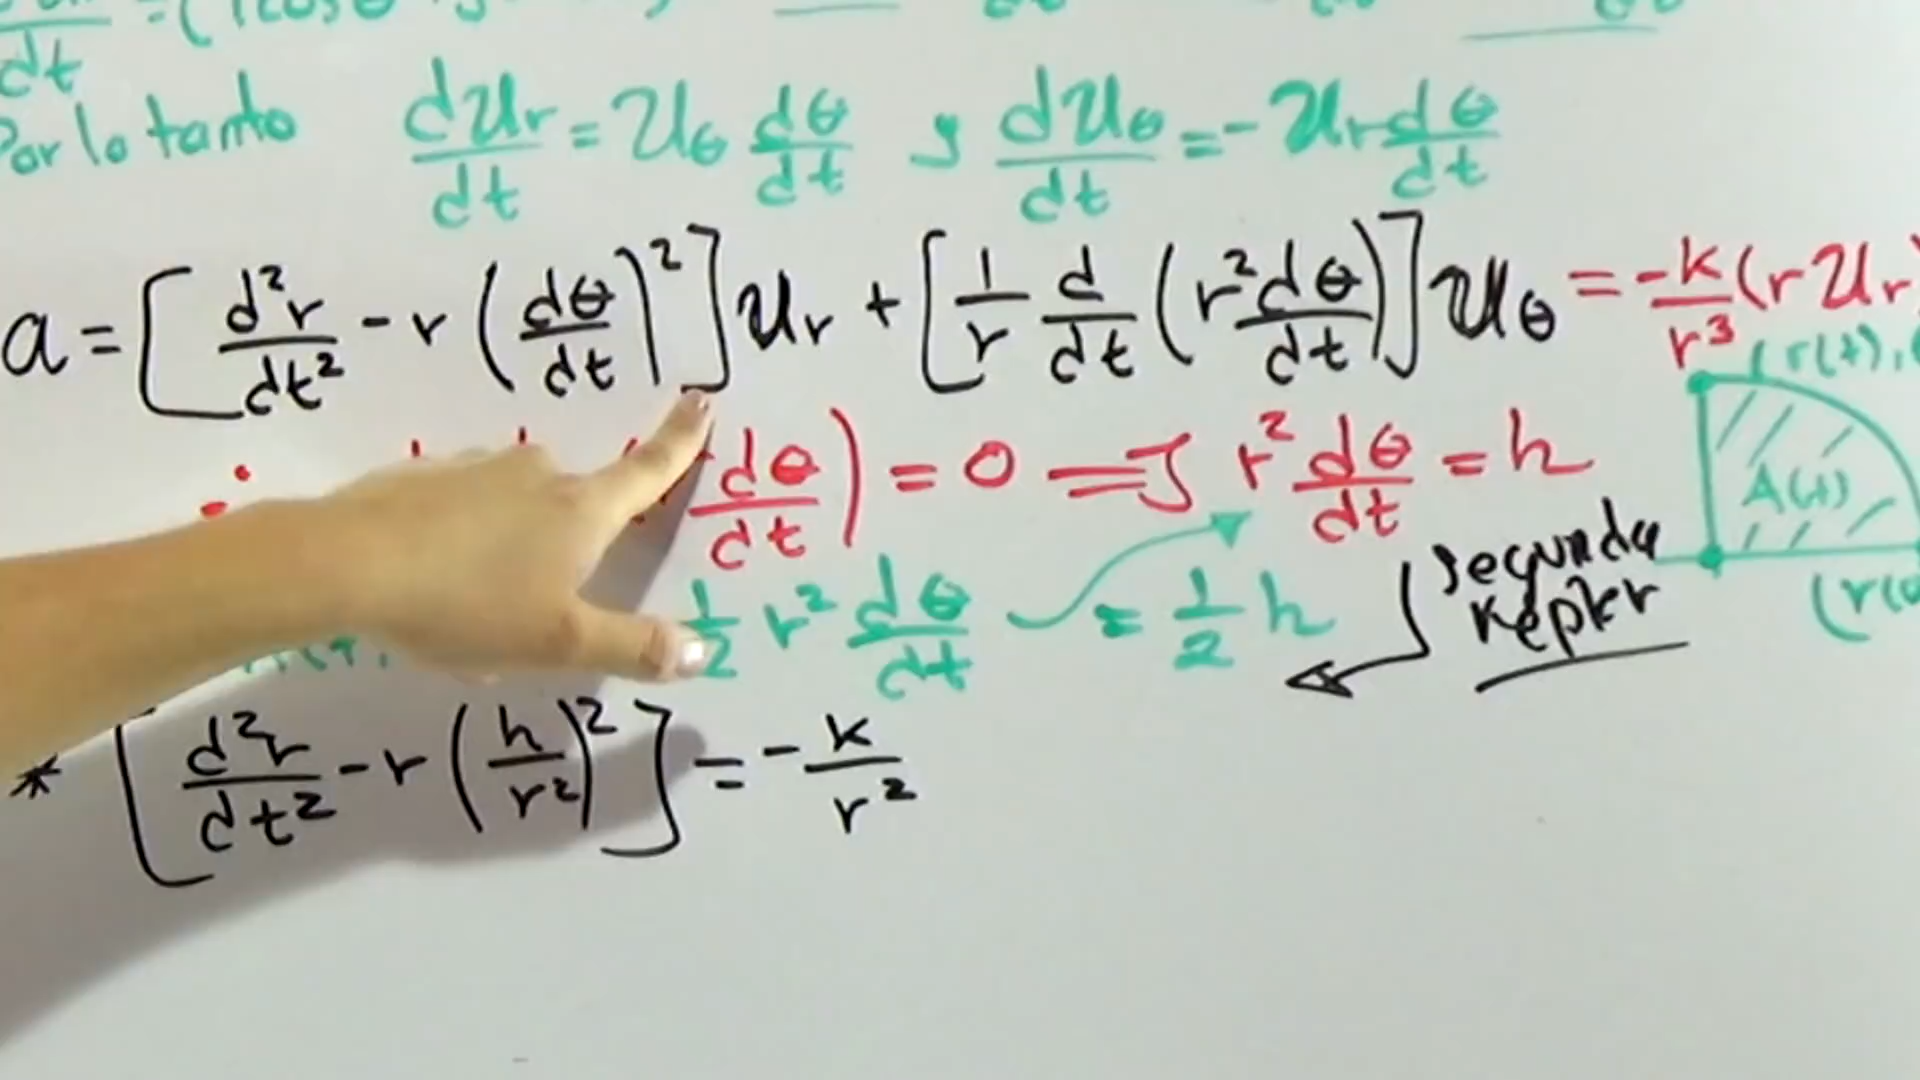 dt
Por lo tanto dur/dt = uθ dθ/dt y duθ/dt = -ur dθ/dt
a = [d²r/dt² - r(dθ/dt)²]ur + [1/r d/dt(r² dθ/dt)]uθ = -k/r³(r ur)
(r(t),
dθ/dt) = 0 ⟹ r² dθ/dt = h
A(t)
1/2 r² dθ/dt = 1/2 h
segunda
Kepler
* [d²r/dt² - r(h/r²)²] = -k/r²